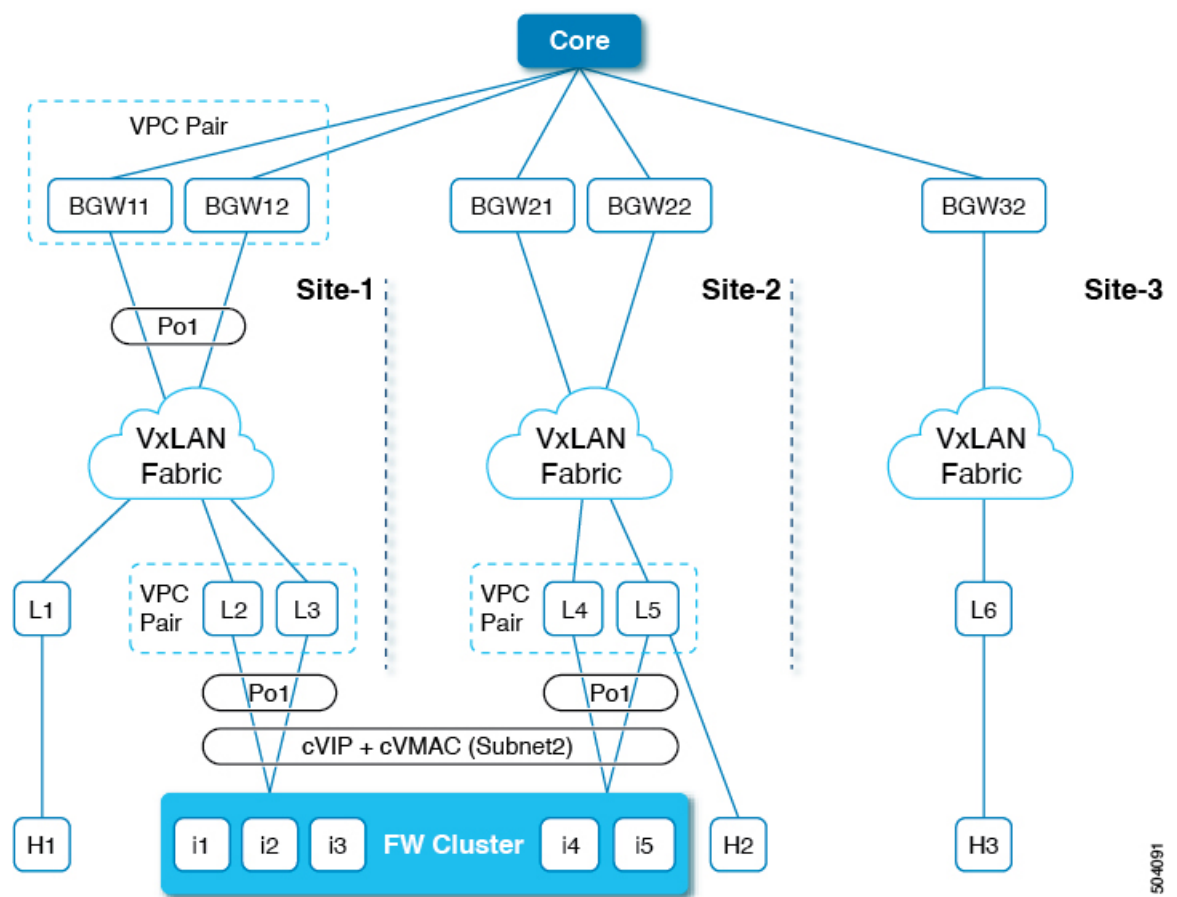 Core
VPC Pair
BGW11
BGW12
BGW21
BGW22
BGW32
Site-1
Site-2
Site-3
Po1
VxLAN
Fabric
VxLAN
Fabric
VxLAN
Fabric
L1
VPC
Pair
L2
L3
VPC
Pair
L4
L5
L6
Po1
Po1
cVIP + cVMAC (Subnet2)
H1
i1
i2
i3
FW Cluster
i4
i5
H2
H3
504091